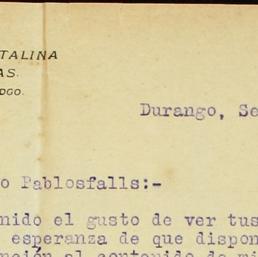 TALINA
AS.
DGO.
Durango, Se
o Pablosfalls:-
nido el gusto de ver tus
esperanza de que dispon
nción al contenido de mi